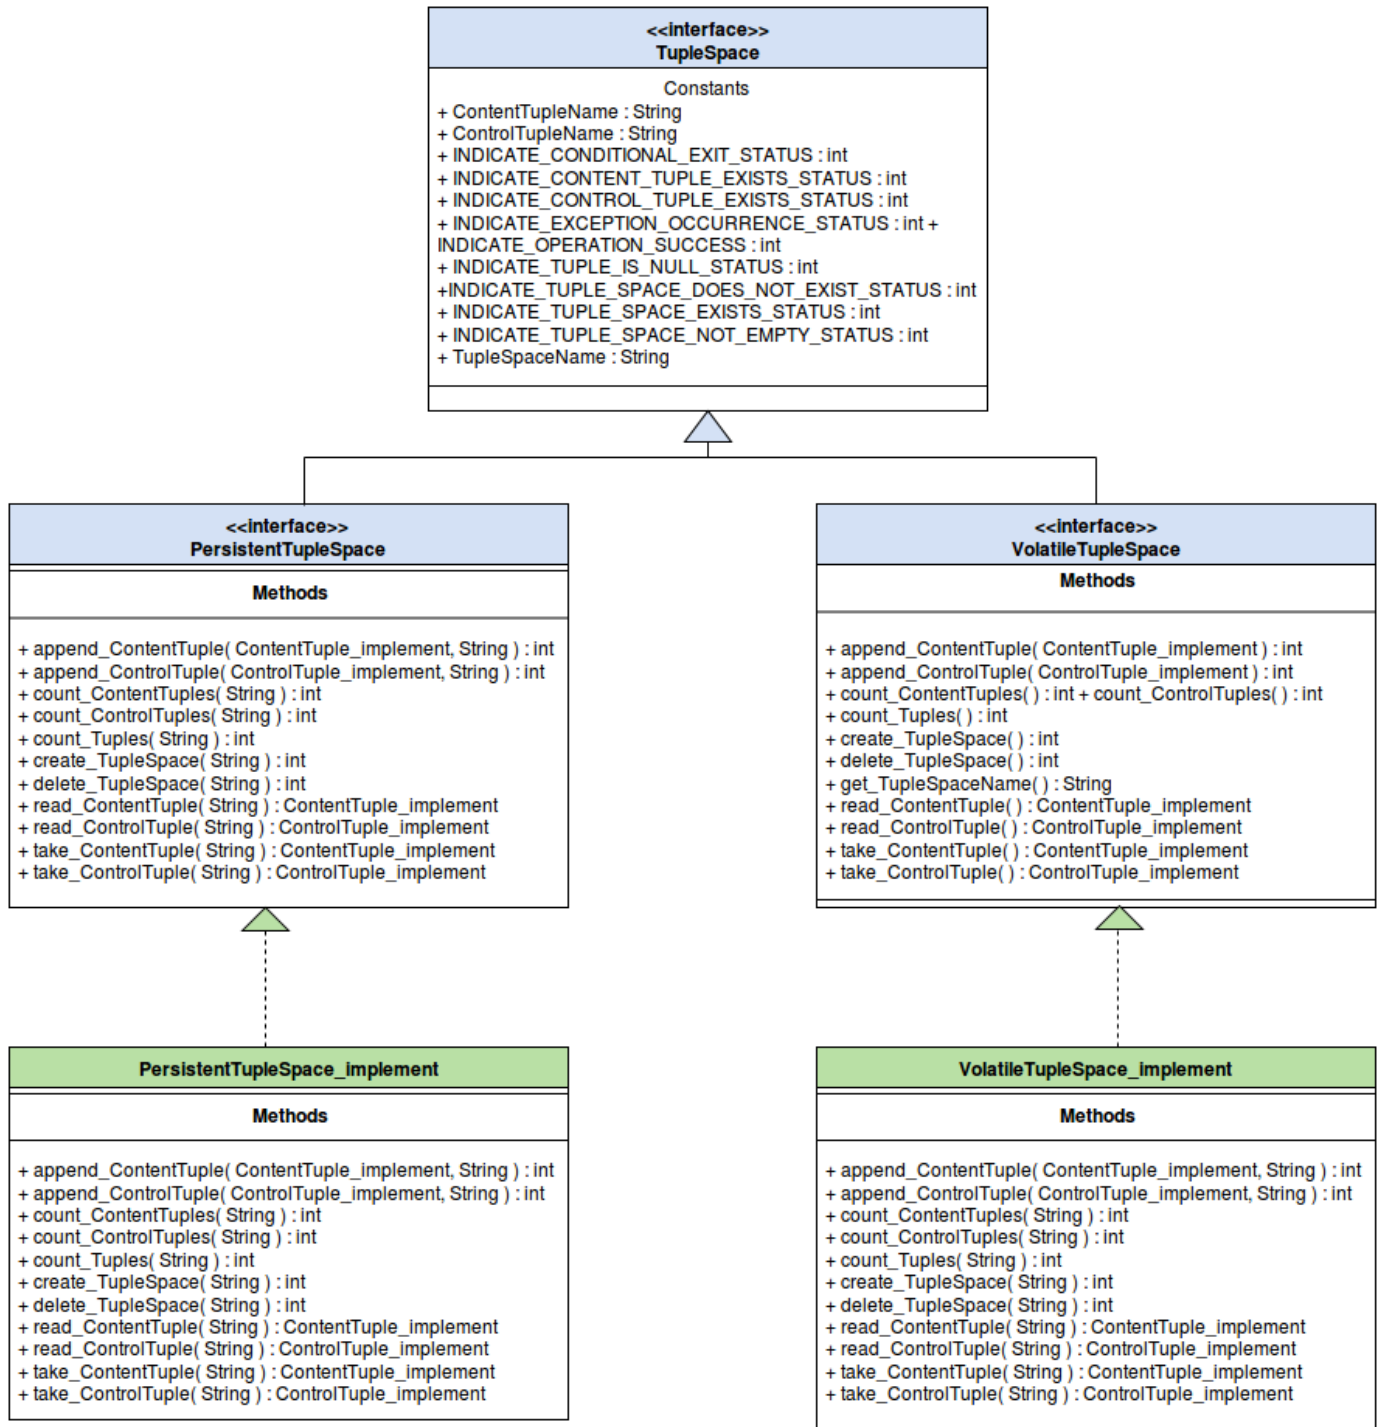 <<interface>>
TupleSpace
Constants
+ ContentTupleName : String
+ ControlTupleName : String
+ INDICATE_CONDITIONAL_EXIT_STATUS : int
+ INDICATE_CONTENT_TUPLE_EXISTS_STATUS : int
+ INDICATE_CONTROL_TUPLE_EXISTS_STATUS : int
+ INDICATE_EXCEPTION_OCCURRENCE_STATUS : int +
INDICATE_OPERATION_SUCCESS : int
+ INDICATE_TUPLE_IS_NULL_STATUS : int
+INDICATE_TUPLE_SPACE_DOES_NOT_EXIST_STATUS : int
+ INDICATE_TUPLE_SPACE_EXISTS_STATUS : int
+ INDICATE_TUPLE_SPACE_NOT_EMPTY_STATUS : int
+ TupleSpaceName : String
<<interface>>
PersistentTupleSpace
Methods
+ append_ContentTuple( ContentTuple_implement, String ) : int
+ append_ControlTuple( ControlTuple_implement, String ) : int
+ count_ContentTuples( String ) : int
+ count_ControlTuples( String ) : int
+ count_Tuples( String ) : int
+ create_TupleSpace( String ) : int
+ delete_TupleSpace( String ) : int
+ read_ContentTuple( String ) : ContentTuple_implement
+ read_ControlTuple( String ) : ControlTuple_implement
+ take_ContentTuple( String ) : ContentTuple_implement
+ take_ControlTuple( String ) : ControlTuple_implement
<<interface>>
VolatileTupleSpace
Methods
+ append_ContentTuple( ContentTuple_implement ) : int
+ append_ControlTuple( ControlTuple_implement ) : int
+ count_ContentTuples( ) : int + count_ControlTuples( ) : int
+ count_Tuples( ) : int
+ create_TupleSpace( ) : int
+ delete_TupleSpace( ) : int
+ get_TupleSpaceName( ) : String
+ read_ContentTuple( ) : ContentTuple_implement
+ read_ControlTuple( ) : ControlTuple_implement
+ take_ContentTuple( ) : ContentTuple_implement
+ take_ControlTuple( ) : ControlTuple_implement
PersistentTupleSpace_implement
Methods
+ append_ContentTuple( ContentTuple_implement, String ) : int
+ append_ControlTuple( ControlTuple_implement, String ) : int
+ count_ContentTuples( String ) : int
+ count_ControlTuples( String ) : int
+ count_Tuples( String ) : int
+ create_TupleSpace( String ) : int
+ delete_TupleSpace( String ) : int
+ read_ContentTuple( String ) : ContentTuple_implement
+ read_ControlTuple( String ) : ControlTuple_implement
+ take_ContentTuple( String ) : ContentTuple_implement
+ take_ControlTuple( String ) : ControlTuple_implement
VolatileTupleSpace_implement
Methods
+ append_ContentTuple( ContentTuple_implement, String ) : int
+ append_ControlTuple( ControlTuple_implement, String ) : int
+ count_ContentTuples( String ) : int
+ count_ControlTuples( String ) : int
+ count_Tuples( String ) : int
+ create_TupleSpace( String ) : int
+ delete_TupleSpace( String ) : int
+ read_ContentTuple( String ) : ContentTuple_implement
+ read_ControlTuple( String ) : ControlTuple_implement
+ take_ContentTuple( String ) : ContentTuple_implement
+ take_ControlTuple( String ) : ControlTuple_implement